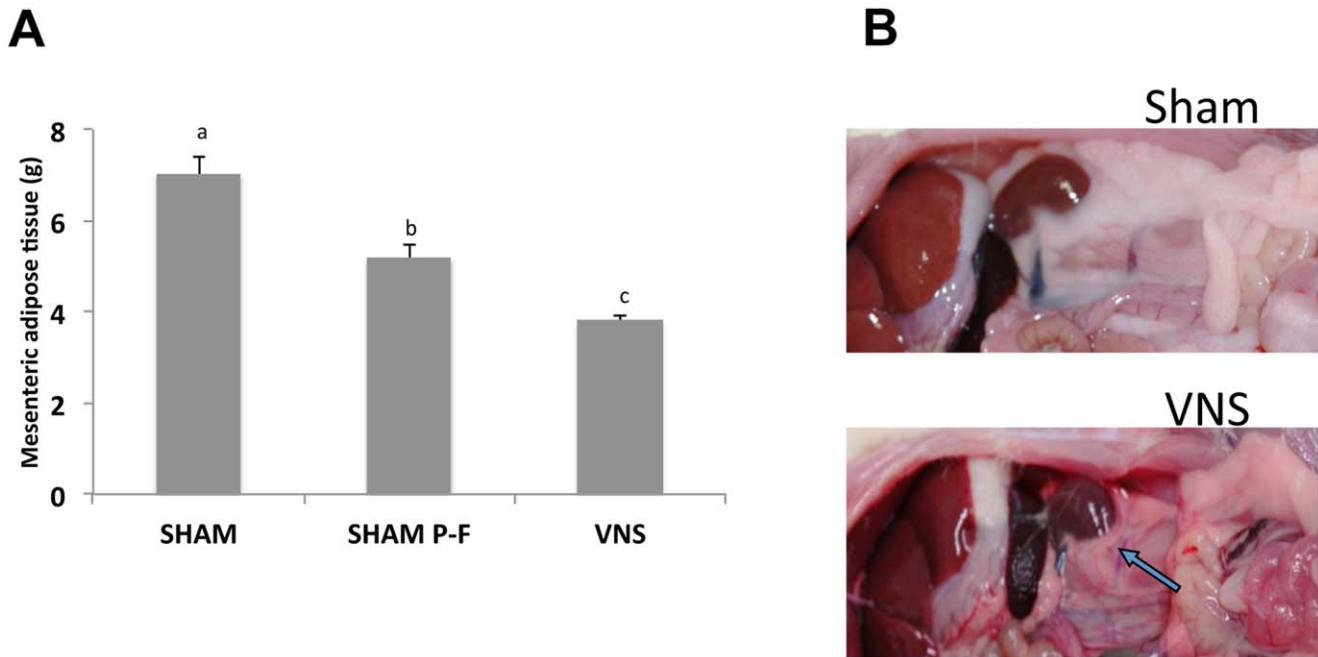 A
B
Mesenteric adipose tissue (g)
8
6
4
2
0
a
b
c
SHAM
SHAM P-F
VNS
Sham
VNS